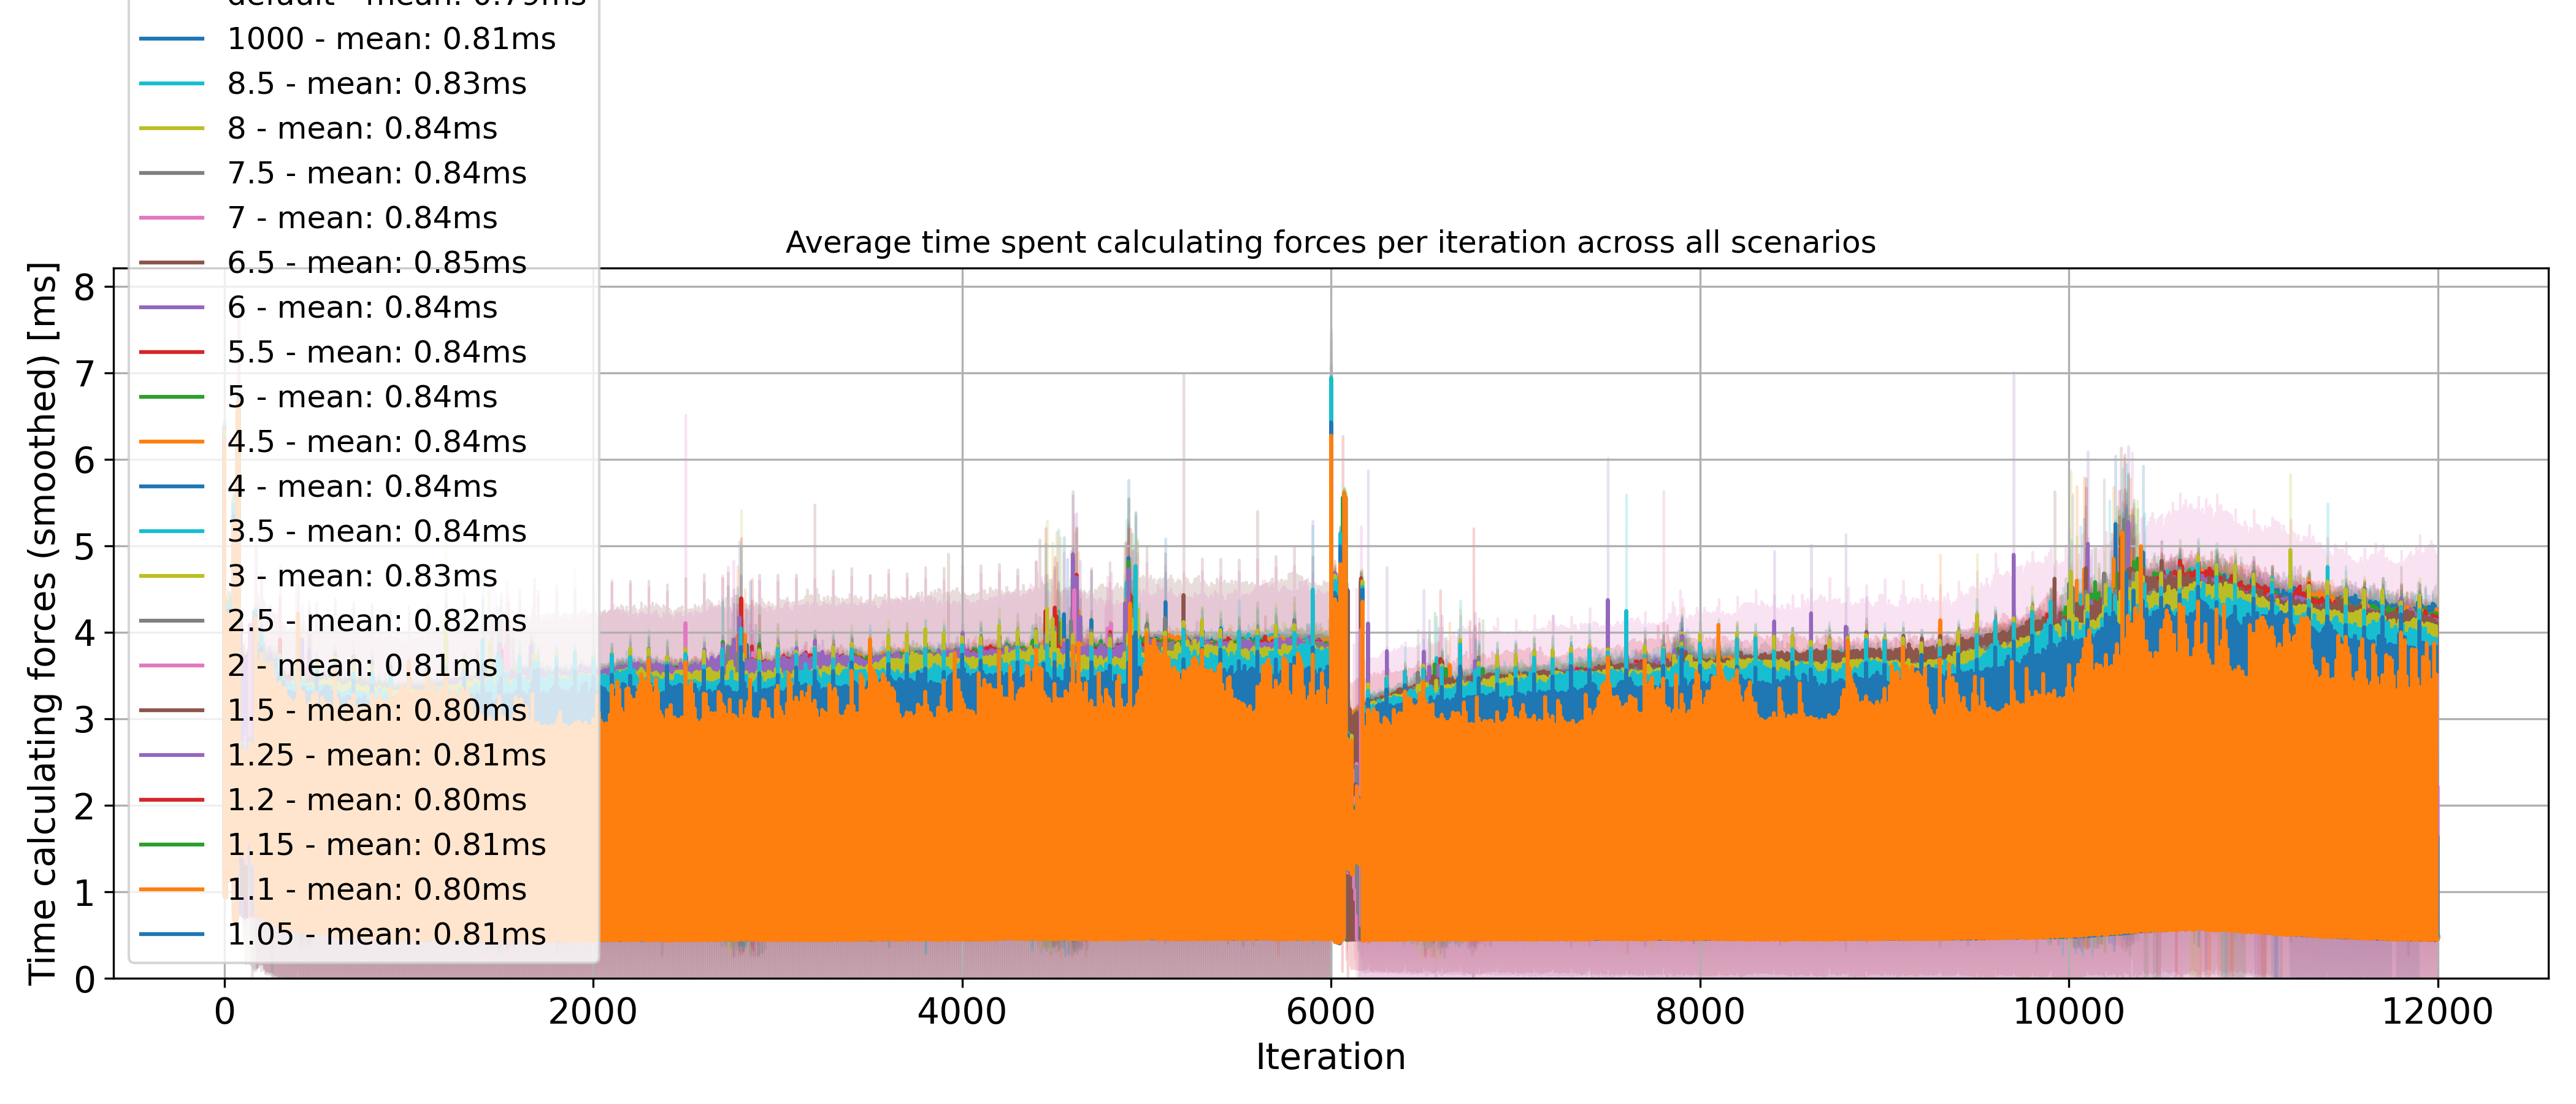 default - mean: 0.79ms
1000 - mean: 0.81ms
8.5 - mean: 0.83ms
8 - mean: 0.84ms
7.5 - mean: 0.84ms
7 - mean: 0.84ms
6.5 - mean: 0.85ms
6 - mean: 0.84ms
5.5 - mean: 0.84ms
5 - mean: 0.84ms
4.5 - mean: 0.84ms
4 - mean: 0.84ms
3.5 - mean: 0.84ms
3 - mean: 0.83ms
2.5 - mean: 0.82ms
2 - mean: 0.81ms
1.5 - mean: 0.80ms
1.25 - mean: 0.81ms
1.2 - mean: 0.80ms
1.15 - mean: 0.81ms
1.1 - mean: 0.80ms
1.05 - mean: 0.81ms
Average time spent calculating forces per iteration across all scenarios
Time calculating forces (smoothed) [ms]
8
7
6
5
4
3
2
1
0
0 2000 4000 6000 8000 10000 12000
Iteration